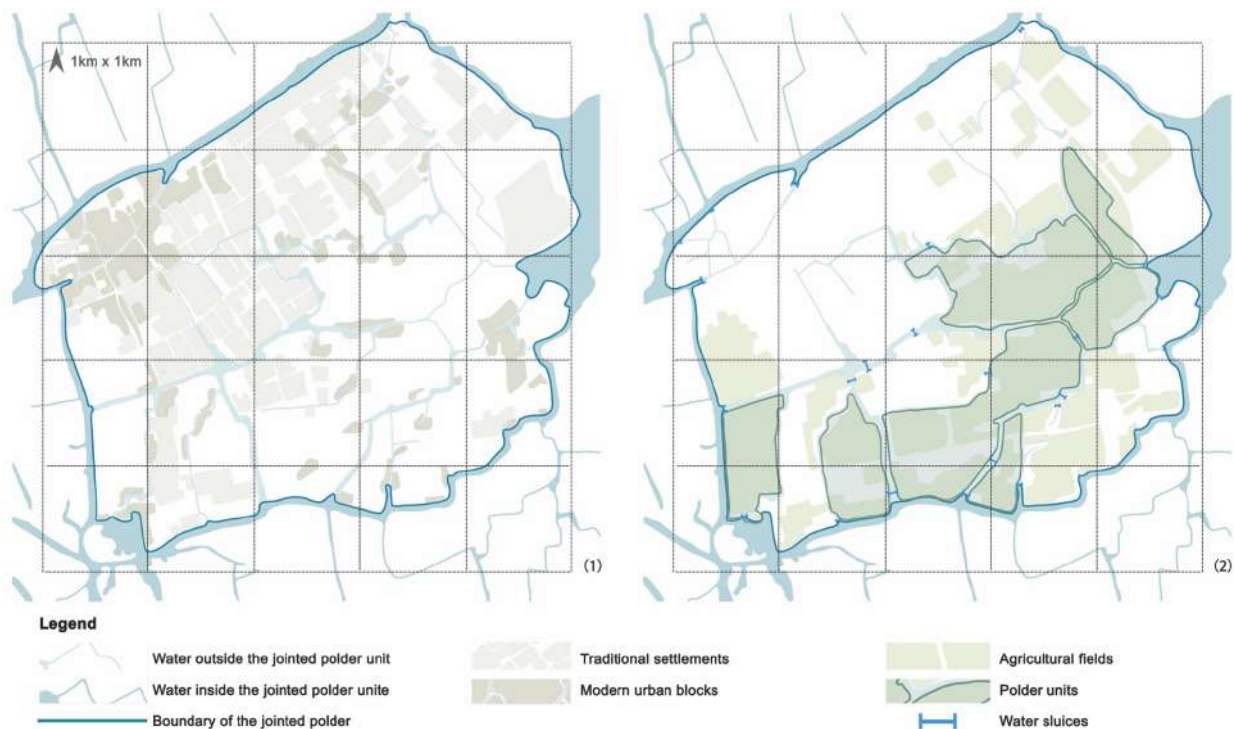 1km x 1km
(1)
(2)
Legend
Water outside the jointed polder unit
Water inside the jointed polder unite
Boundary of the jointed polder
Traditional settlements
Modern urban blocks
Agricultural fields
Polder units
Water sluices